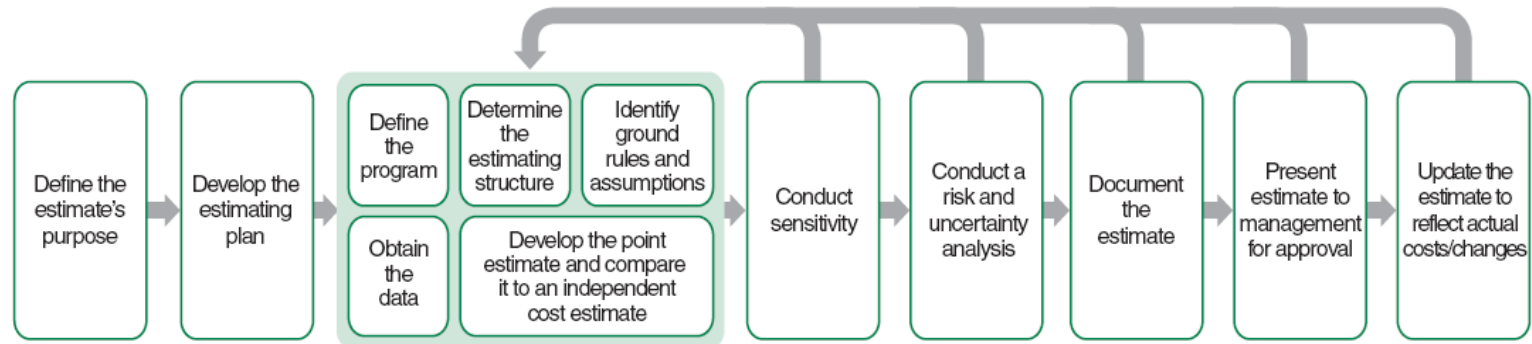 Define the
estimate's
purpose
Develop the
estimating
plan
Define
the
program
Determine
the
estimating
structure
Identify
ground
rules and
assumptions
Obtain
the
data
Develop the point
estimate and compare
it to an independent
cost estimate
Conduct
sensitivity
Conduct a
risk and
uncertainty
analysis
Document
the
estimate
Present
estimate to
management
for approval
Update the
estimate to
reflect actual
costs/changes